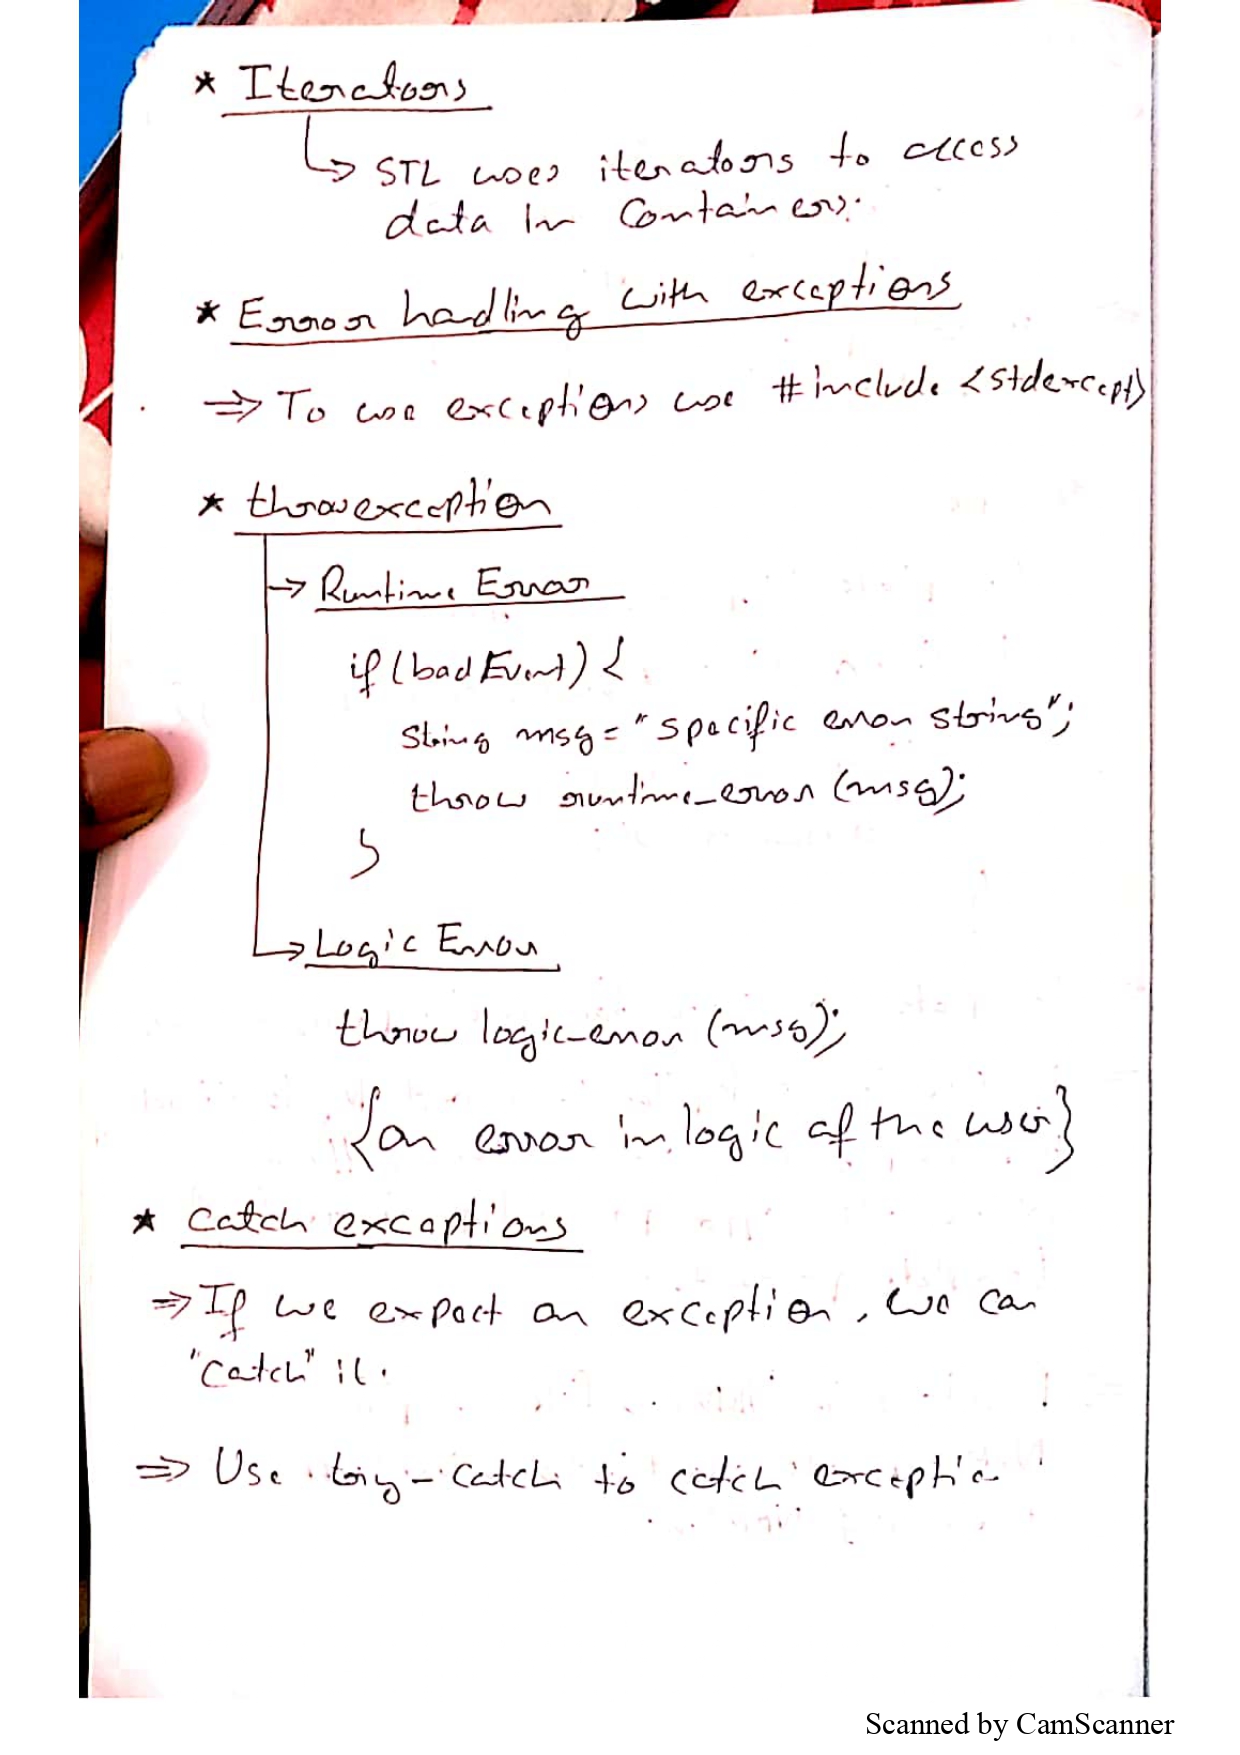 * Iterators
↳ STL uses iterators to access
data in Containers.
* Error hadling with exceptions
⇒ To use exceptions use #include <stdexcept>
* throw exception
→ Runtime Error
if (badEvent) {
string msg = "specific error string";
throw runtime_error (msg);
}
→ Logic Error
throw logic_error (msg);
{an error in logic of the user}
* Catch exceptions
⇒ If we expect an exception, we can
"catch" it.
⇒ Use try-catch to catch exceptio
Scanned by CamScanner